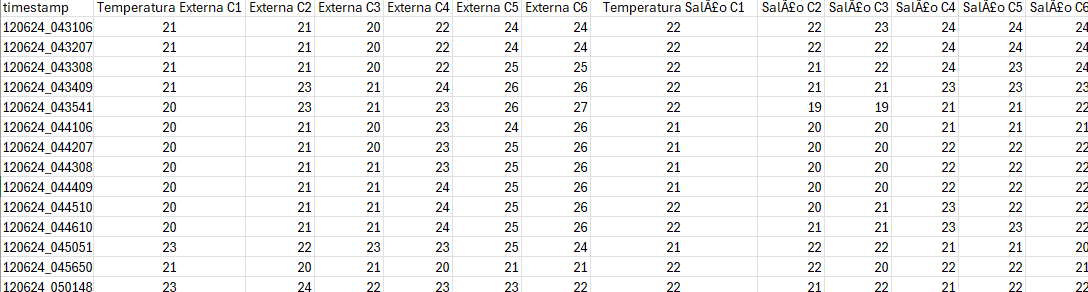 timestamp Temperatura Externa C1 Externa C2 Externa C3 Externa C4 Externa C5 Externa C6 Temperatura SalÃ£o C1 SalÃ£o C2 SalÃ£o C3 SalÃ£o C4 SalÃ£o C5 SalÃ£o C6
120624_043106 21 21 20 22 24 24 22 22 23 24 24 24
120624_043207 21 21 20 22 24 24 22 22 22 24 24 24
120624_043308 21 21 20 22 25 25 22 21 22 24 23 24
120624_043409 21 23 21 24 26 26 22 21 21 23 23 23
120624_043541 20 23 21 23 26 27 22 19 19 21 21 22
120624_044106 20 21 20 23 24 26 21 20 20 21 21 21
120624_044207 20 21 20 23 25 26 21 20 20 22 22 22
120624_044308 20 21 21 23 25 26 21 20 20 22 22 22
120624_044409 20 21 21 24 25 26 21 20 20 22 22 22
120624_044510 20 21 21 24 25 26 22 20 21 23 22 22
120624_044610 20 21 21 24 25 26 22 21 21 23 23 22
120624_045051 23 22 23 23 25 24 21 22 22 21 21 20
120624_045650 21 20 21 20 21 21 22 22 20 22 22 21
120624_050148 23 24 22 23 23 22 22 21 22 21 22 22